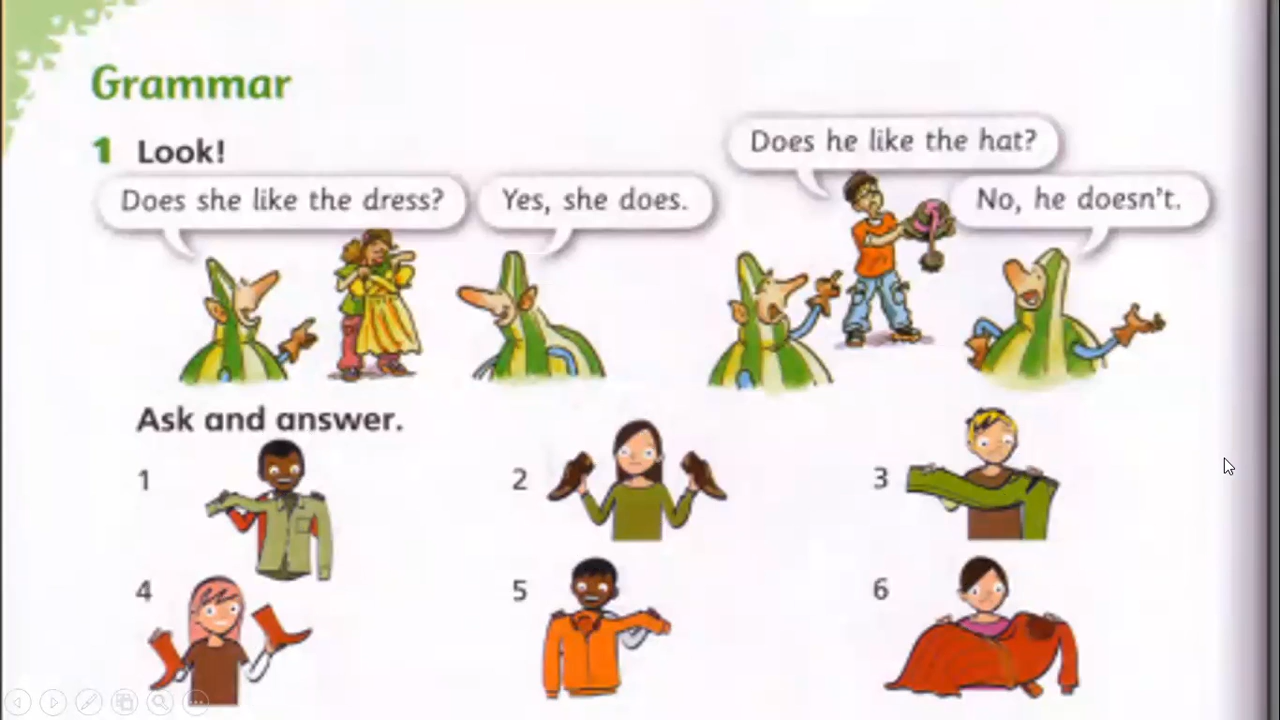 Grammar
1 Look!
Does she like the dress?
Yes, she does.
Does he like the hat?
No, he doesn't.
Ask and answer.
1
2
3
4
5
6